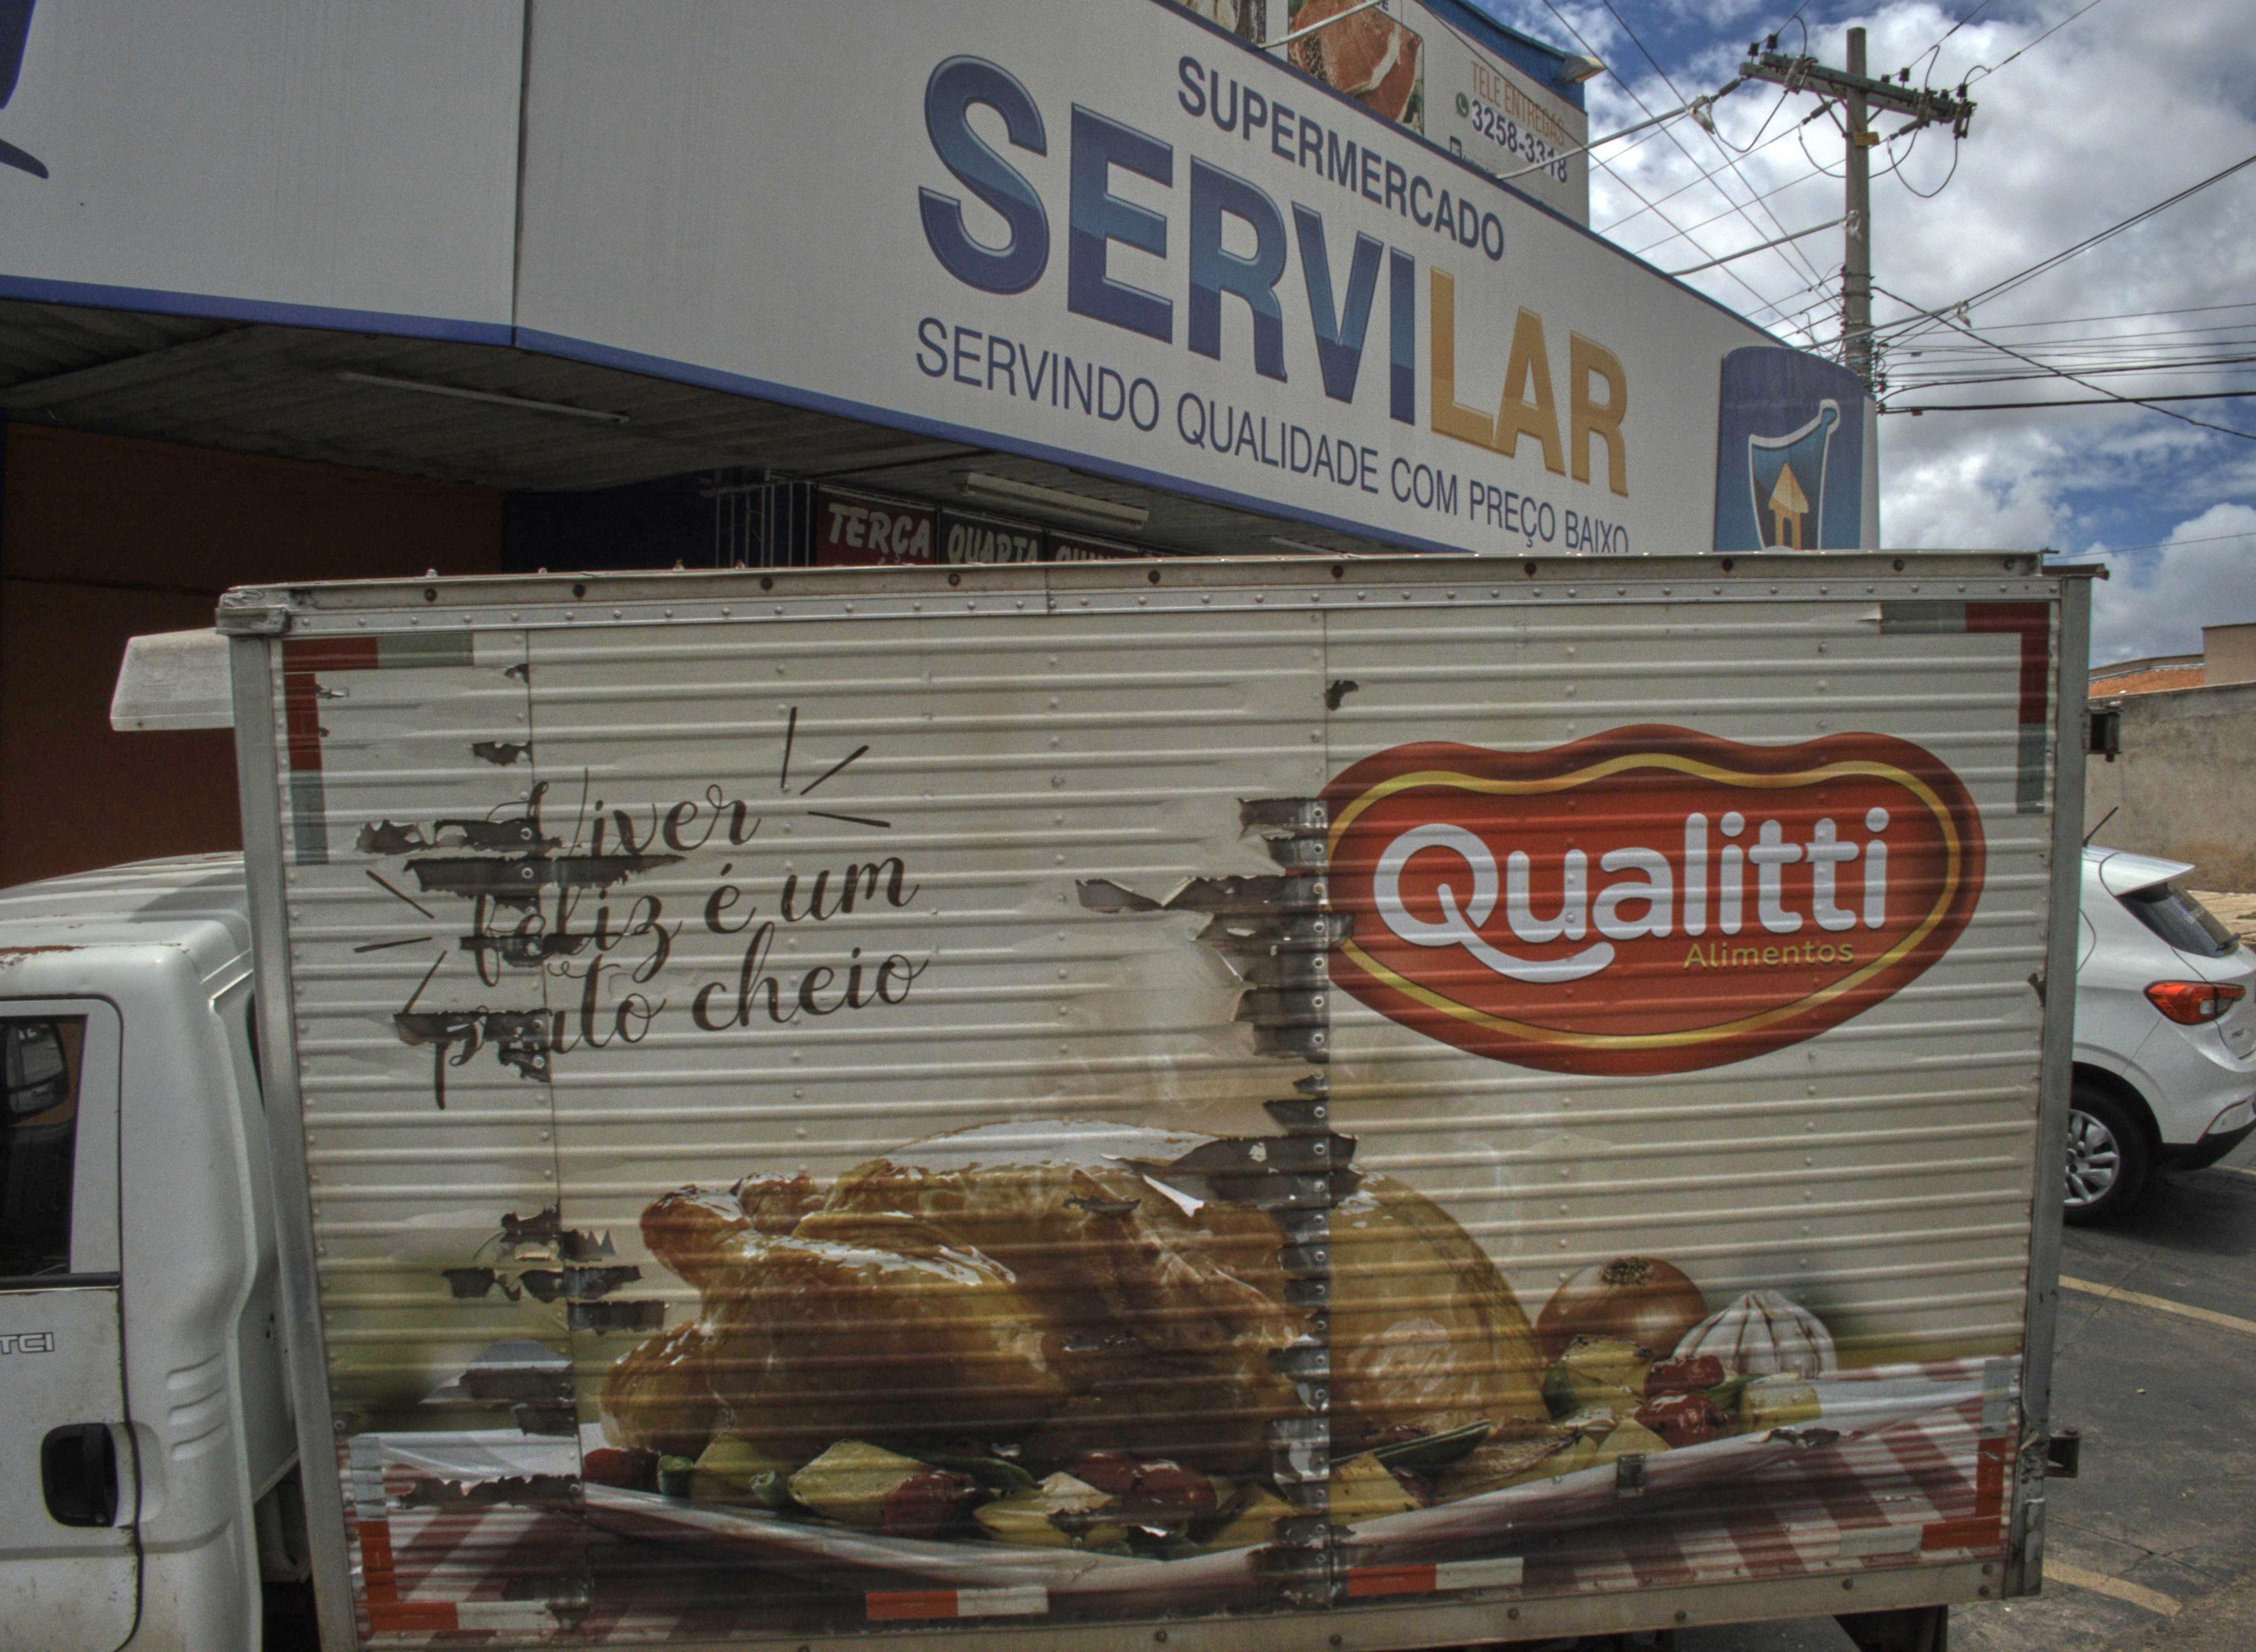 TELE ENTREGAS
3258-3318
SUPERMERCADO
SERVILAR
SERVINDO QUALIDADE COM PREÇO BAIXO
TERÇA QUARTA
Viver
feliz é um
prato cheio
Qualitti
Alimentos
TCI